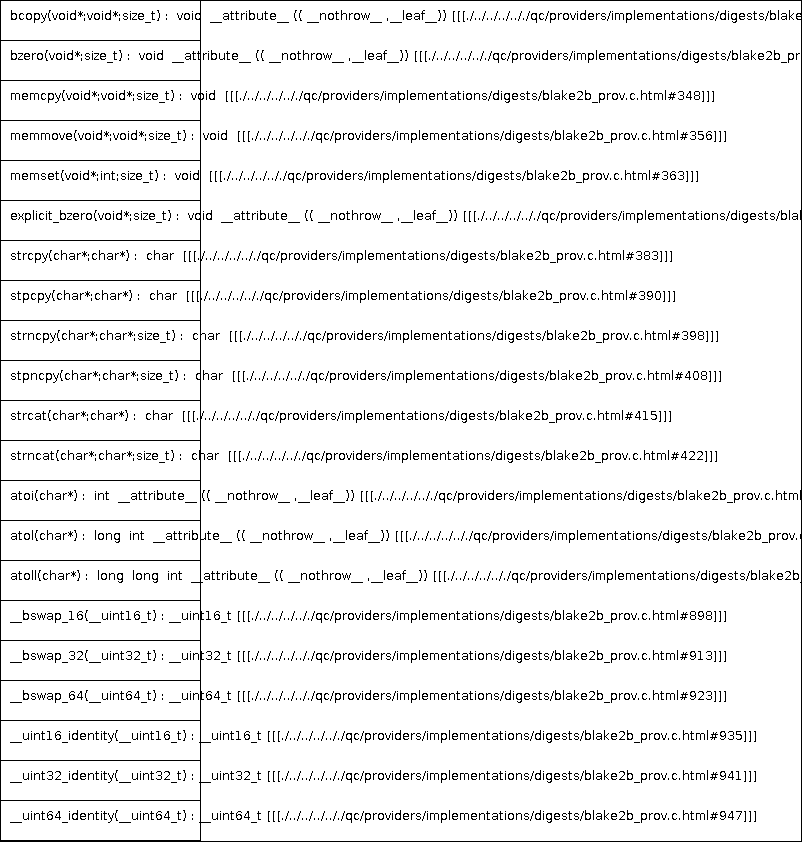 bcopy(void*;void*;size_t) : void __attribute__ (( __nothrow__ ,__leaf__)) [[[./../../../../qc/providers/implementations/digests/blake
bzero(void*;size_t) : void __attribute__ (( __nothrow__ ,__leaf__)) [[[./../../../../qc/providers/implementations/digests/blake2b_pr
memcpy(void*;void*;size_t) : void [[[./../../../../qc/providers/implementations/digests/blake2b_prov.c.html#348]]]
memmove(void*;void*;size_t) : void [[[./../../../../qc/providers/implementations/digests/blake2b_prov.c.html#356]]]
memset(void*;int;size_t) : void [[[./../../../../qc/providers/implementations/digests/blake2b_prov.c.html#363]]]
explicit_bzero(void*;size_t) : void __attribute__ (( __nothrow__ ,__leaf__)) [[[./../../../../qc/providers/implementations/digests/bla
strcpy(char*;char*) : char [[[./../../../../qc/providers/implementations/digests/blake2b_prov.c.html#383]]]
stpcpy(char*;char*) : char [[[./../../../../qc/providers/implementations/digests/blake2b_prov.c.html#390]]]
strncpy(char*;char*;size_t) : char [[[./../../../../qc/providers/implementations/digests/blake2b_prov.c.html#398]]]
stpncpy(char*;char*;size_t) : char [[[./../../../../qc/providers/implementations/digests/blake2b_prov.c.html#408]]]
strcat(char*;char*) : char [[[./../../../../qc/providers/implementations/digests/blake2b_prov.c.html#415]]]
strncat(char*;char*;size_t) : char [[[./../../../../qc/providers/implementations/digests/blake2b_prov.c.html#422]]]
atoi(char*) : int __attribute__ (( __nothrow__ ,__leaf__)) [[[./../../../../qc/providers/implementations/digests/blake2b_prov.c.html
atol(char*) : long int __attribute__ (( __nothrow__ ,__leaf__)) [[[./../../../../qc/providers/implementations/digests/blake2b_prov.
atoll(char*) : long long int __attribute__ (( __nothrow__ ,__leaf__)) [[[./../../../../qc/providers/implementations/digests/blake2b_
__bswap_16(__uint16_t) : __uint16_t [[[./../../../../qc/providers/implementations/digests/blake2b_prov.c.html#898]]]
__bswap_32(__uint32_t) : __uint32_t [[[./../../../../qc/providers/implementations/digests/blake2b_prov.c.html#913]]]
__bswap_64(__uint64_t) : __uint64_t [[[./../../../../qc/providers/implementations/digests/blake2b_prov.c.html#923]]]
__uint16_identity(__uint16_t) : __uint16_t [[[./../../../../qc/providers/implementations/digests/blake2b_prov.c.html#935]]]
__uint32_identity(__uint32_t) : __uint32_t [[[./../../../../qc/providers/implementations/digests/blake2b_prov.c.html#941]]]
__uint64_identity(__uint64_t) : __uint64_t [[[./../../../../qc/providers/implementations/digests/blake2b_prov.c.html#947]]]